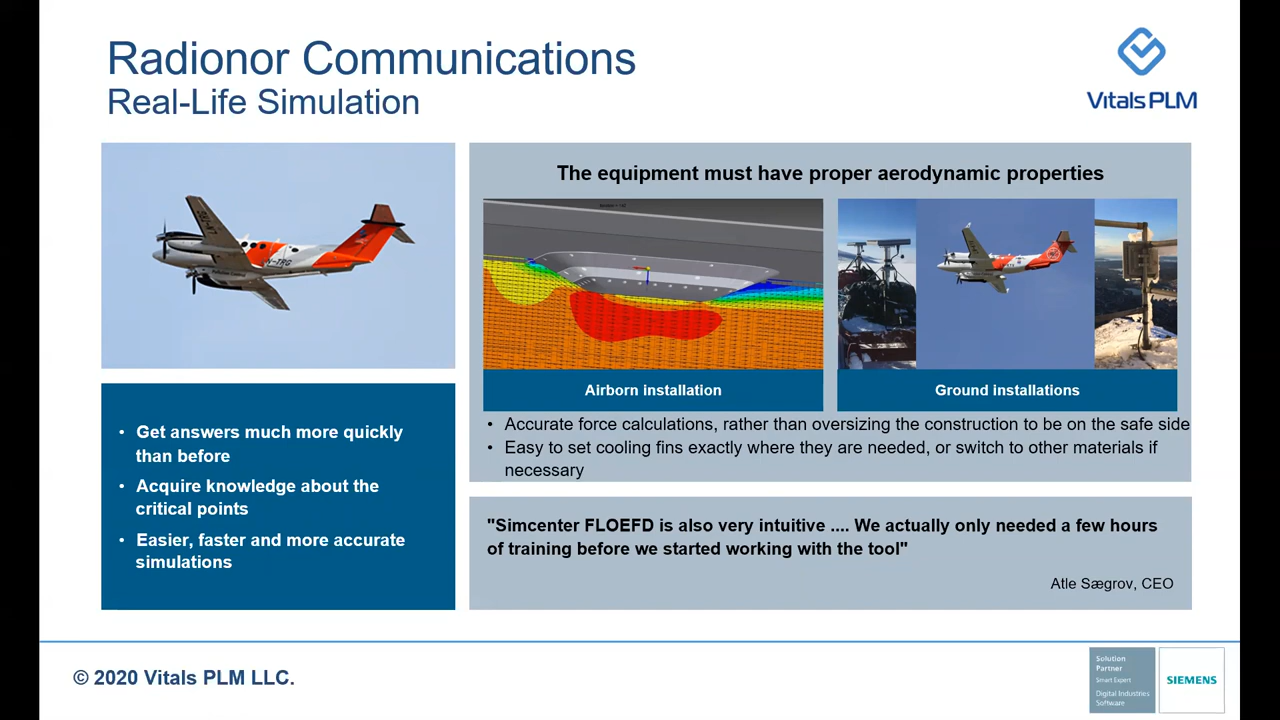 Radionor Communications
Real-Life Simulation
Vitals PLM
The equipment must have proper aerodynamic properties
Airborn installation
Ground installations
• Accurate force calculations, rather than oversizing the construction to be on the safe side
• Easy to set cooling fins exactly where they are needed, or switch to other materials if
necessary
• Get answers much more quickly
than before
• Acquire knowledge about the
critical points
• Easier, faster and more accurate
simulations
"Simcenter FLOEFD is also very intuitive .... We actually only needed a few hours
of training before we started working with the tool"
Atle Sægrov, CEO
© 2020 Vitals PLM LLC.
Solution
Partner
Smart Expert
Digital Industries
Software
SIEMENS